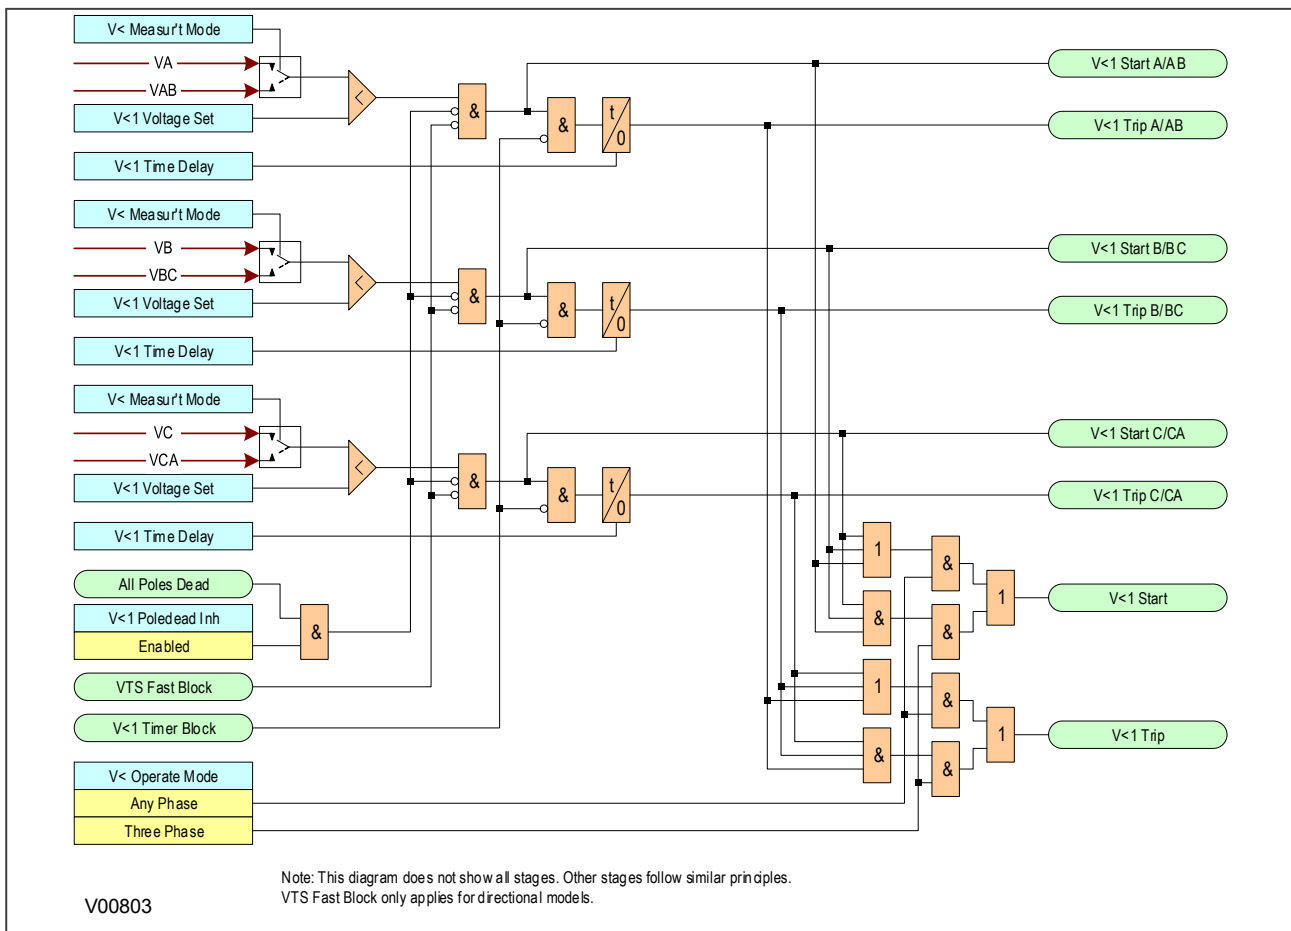 V< Measur't Mode
VA
VAB
V<1 Voltage Set
V<1 Time Delay
<
&
&
t
0
V<1 Start A/AB
V<1 Trip A/AB
V< Measur't Mode
VB
VBC
V<1 Voltage Set
V<1 Time Delay
<
&
&
t
0
V<1 Start B/BC
V<1 Trip B/BC
V< Measur't Mode
VC
VCA
V<1 Voltage Set
V<1 Time Delay
<
&
&
t
0
V<1 Start C/CA
V<1 Trip C/CA
All Poles Dead
V<1 Poledead Inh
Enabled
&
VTS Fast Block
V<1 Timer Block
V< Operate Mode
Any Phase
Three Phase
1
&
&
&
1
V<1 Start
1
&
&
&
1
V<1 Trip
Note: This diagram does not show all stages. Other stages follow similar principles.
VTS Fast Block only applies for directional models.
V00803